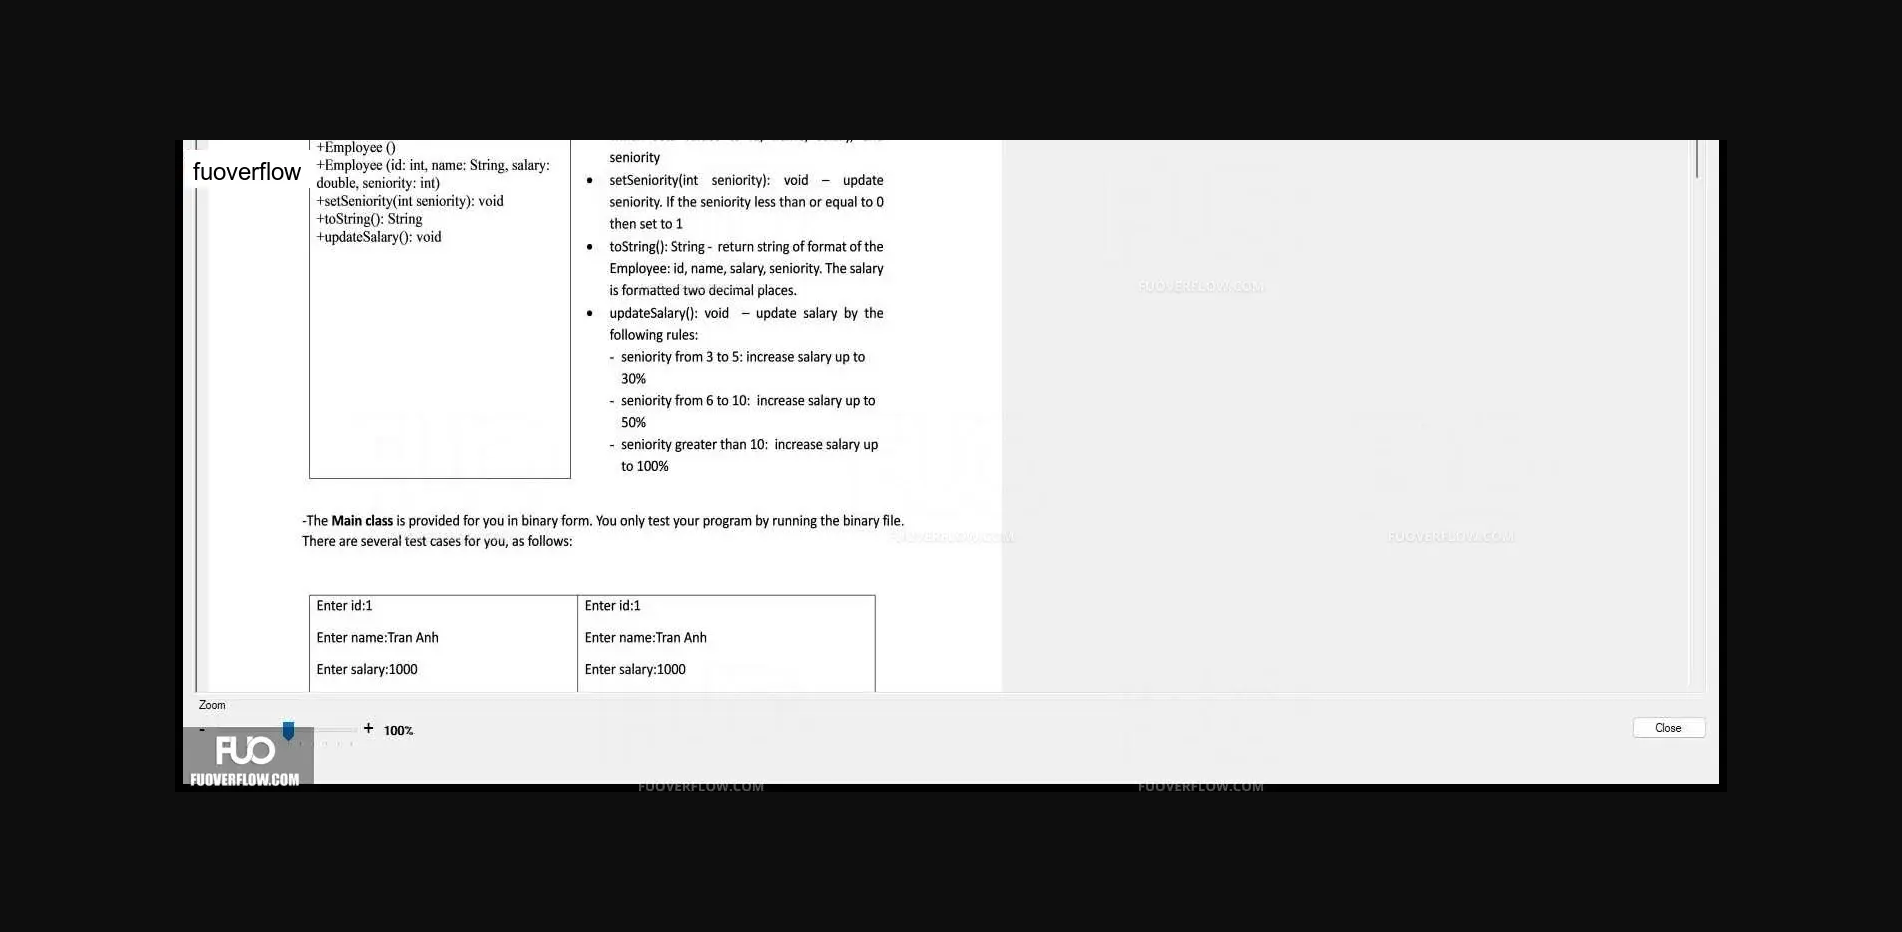 fuoverflow
+Employee ()
+Employee (id: int, name: String, salary:
double, seniority: int)
+setSeniority(int seniority): void
+toString(): String
+updateSalary(): void
seniority
• setSeniority(int seniority): void – update
seniority. If the seniority less than or equal to 0
then set to 1
• toString(): String - return string of format of the
Employee: id, name, salary, seniority. The salary
is formatted two decimal places.
• updateSalary(): void – update salary by the
following rules:
- seniority from 3 to 5: increase salary up to
30%
- seniority from 6 to 10: increase salary up to
50%
- seniority greater than 10: increase salary up
to 100%
FUOVERFLOW.COM
-The Main class is provided for you in binary form. You only test your program by running the binary file.
There are several test cases for you, as follows:
FUOVERFLOW.COM
FUOVERFLOW.COM
Enter id:1
Enter name:Tran Anh
Enter salary:1000
Enter id:1
Enter name:Tran Anh
Enter salary:1000
Zoom
- + 100%
Close
FUO
FUOVERFLOW.COM
FUOVERFLOW.COM
FUOVERFLOW.COM